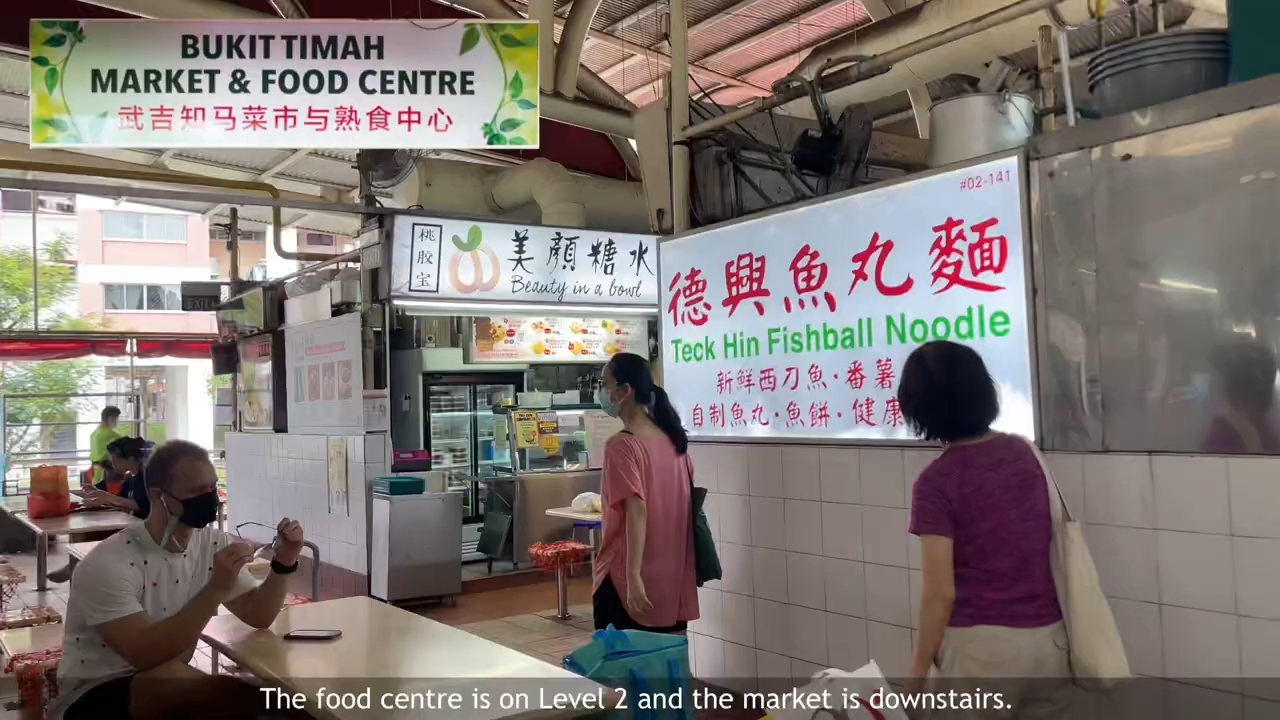 BUKIT TIMAH
MARKET & FOOD CENTRE
武吉知马菜市与熟食中心
#02-141
桃胶宝
美顏糖水
Beauty in a bowl
德興魚丸麵
Teck Hin Fishball Noodle
新鮮西刀魚·番薯
自制魚丸·魚餅·健康
EXIT
The food centre is on Level 2 and the market is downstairs.